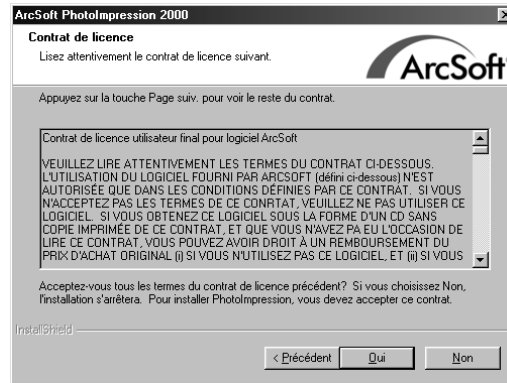 ArcSoft PhotoImpression 2000
Contrat de licence
Lisez attentivement le contrat de licence suivant.
ArcSoft
Appuyez sur la touche Page suiv. pour voir le reste du contrat.
Contrat de licence utilisateur final pour logiciel ArcSoft
VEUILLEZ LIRE ATTENTIVEMENT LES TERMES DU CONTRAT CI-DESSOUS.
L'UTILISATION DU LOGICIEL FOURNI PAR ARCSOFT (défini ci-dessous) N'EST
AUTORISÉE QUE DANS LES CONDITIONS DÉFINIES PAR CE CONTRAT.  SI VOUS
N'ACCEPTEZ PAS LES TERMES DE CE CONRTAT, VEUILLEZ NE PAS UTILISER CE
LOGICIEL.  SI VOUS OBTENEZ CE LOGICIEL SOUS LA FORME D'UN CD SANS
COPIE IMPRIMÉE DE CE CONTRAT, ET QUE VOUS N'AVEZ PA EU L'OCCASION DE
LIRE CE CONTRAT, VOUS POUVEZ AVOIR DROIT À UN REMBOURSEMENT DU
PRIX D'ACHAT ORIGINAL (i) SI VOUS N'UTILISEZ PAS CE LOGICIEL, ET (ii) SI VOUS
Acceptez-vous tous les termes du contrat de licence précédent?  Si vous choisissez Non,
l'installation s'arrêtera.  Pour installer PhotoImpression, vous devez accepter ce contrat.
InstallShield
< Précédent
Oui
Non